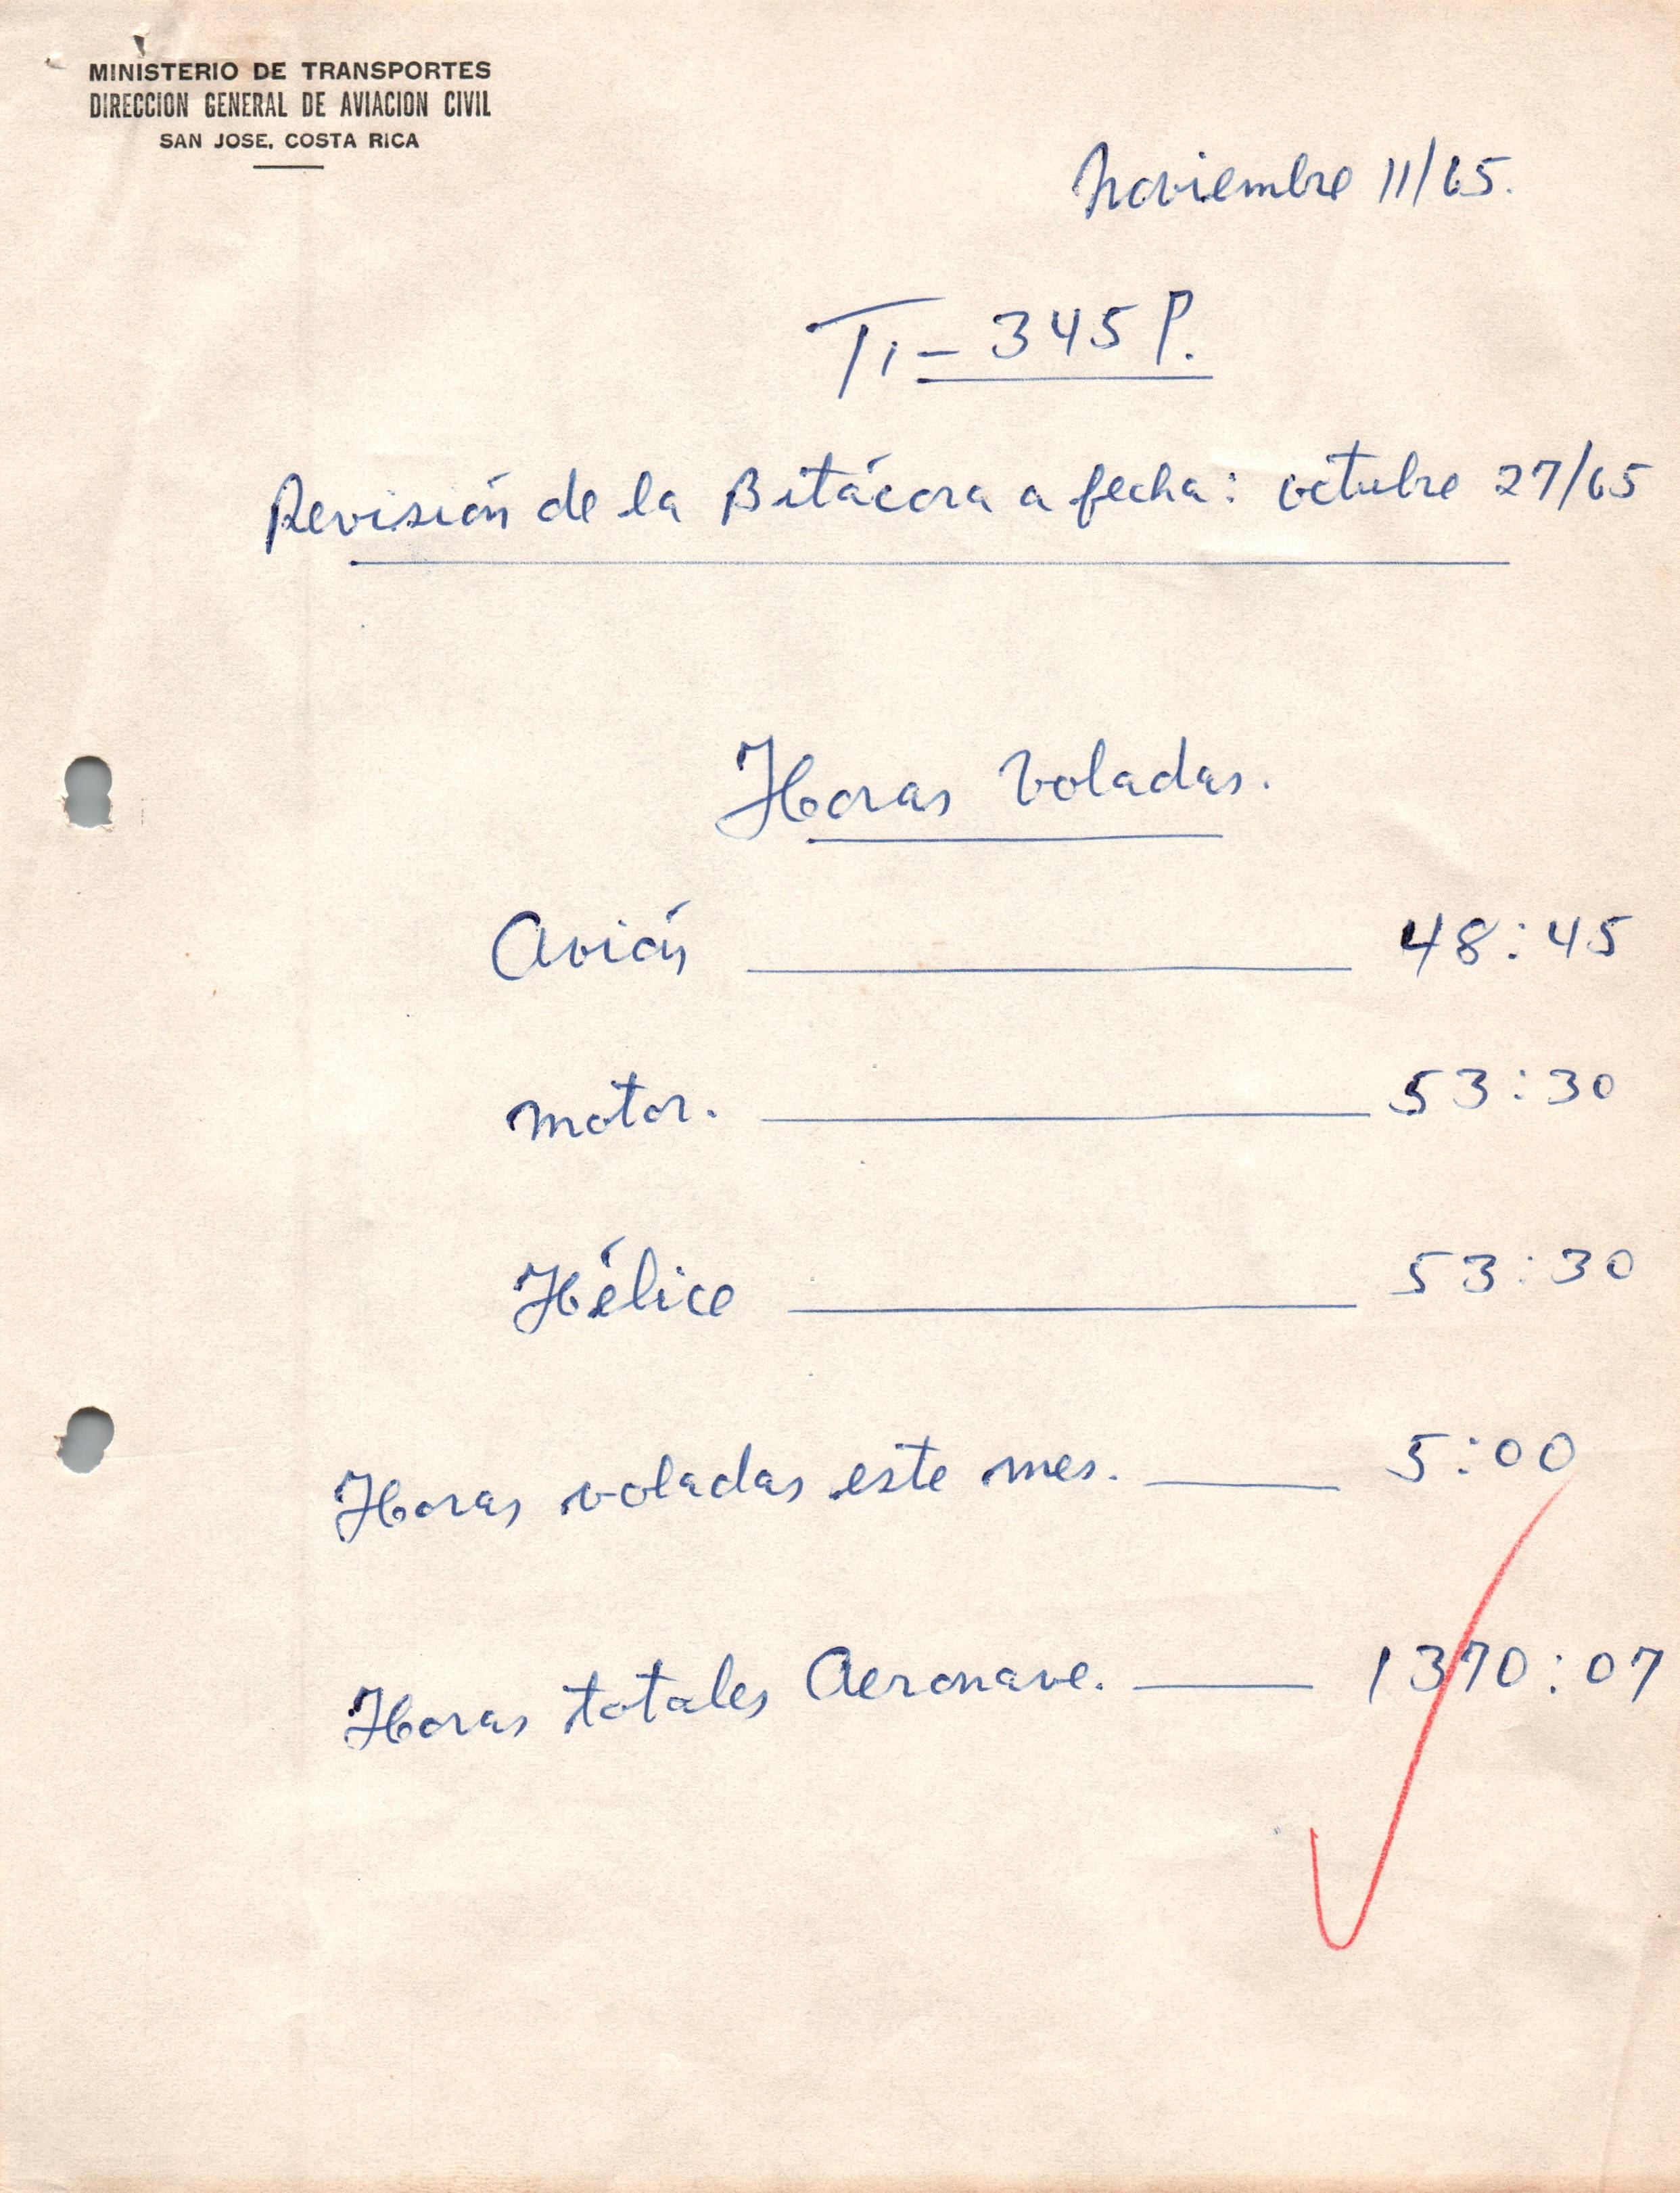 MINISTERIO DE TRANSPORTES
DIRECCION GENERAL DE AVIACION CIVIL
SAN JOSE, COSTA RICA
Noviembre 11/65.
TI - 345 P.
Revisión de la Bitácora a fecha: octubre 27/65
Horas Voladas.
Avión 48:45
Motor. 53:30
Hélice 53:30
Horas voladas este mes. 5:00
Horas totales Aeronave. 1370:07